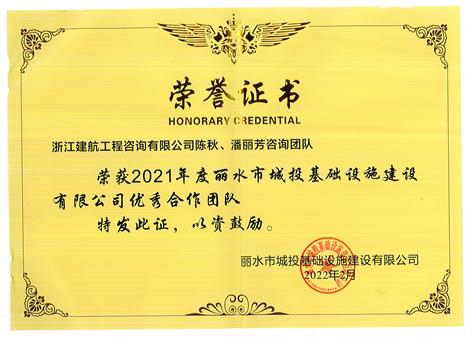 荣誉证书
HONORARY CREDENTIAL
浙江建航工程咨询有限公司陈秋、潘丽芳咨询团队
荣获2021年度丽水市城投基础设施建设
有限公司优秀合作团队
特发此证，以资鼓励。
丽水市城投基础设施建设有限公司
2022年2月